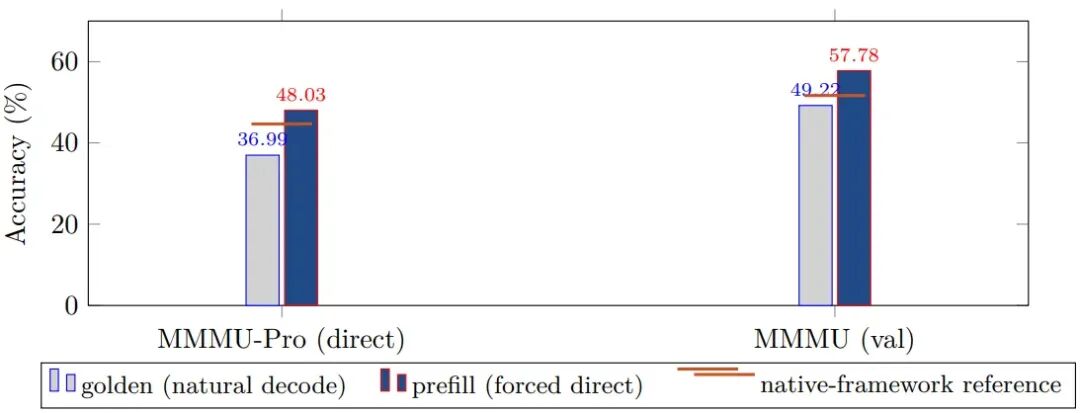 Accuracy (%)
60
40
20
0
36.99
48.03
49.22
57.78
MMMU-Pro (direct)
MMMU (val)
golden (natural decode)
prefill (forced direct)
native-framework reference